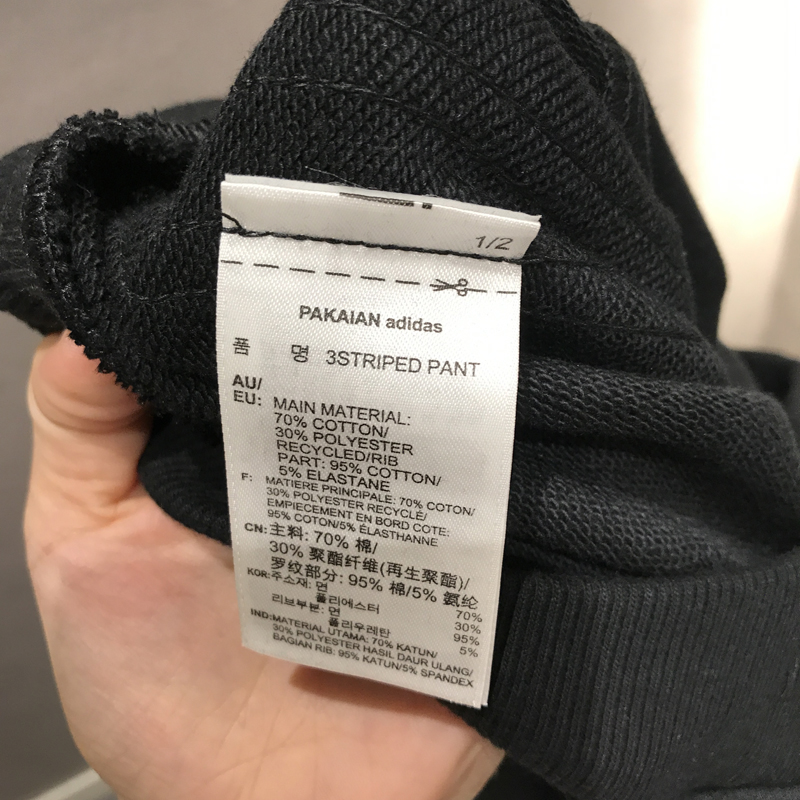 1/2
PAKAIAN adidas
품 명 3STRIPED PANT
AU/
EU: MAIN MATERIAL:
70% COTTON/
30% POLYESTER
RECYCLED/RIB
PART: 95% COTTON/
5% ELASTANE
F: MATIERE PRINCIPALE: 70% COTON/
30% POLYESTER RECYCLÉ/
EMPIECEMENT EN BORD COTE:
95% COTON/5% ÉLASTHANNE
CN: 主料: 70% 棉/
30% 聚酯纤维(再生聚酯)/
罗纹部分: 95% 棉/5% 氨纶
KOR: 주소재: 면 70%
폴리에스터 30%
리브부분: 면 95%
폴리우레탄 5%
IND: MATERIAL UTAMA: 70% KATUN/
30% POLYESTER HASIL DAUR ULANG/
BAGIAN RIB: 95% KATUN/5% SPANDEX